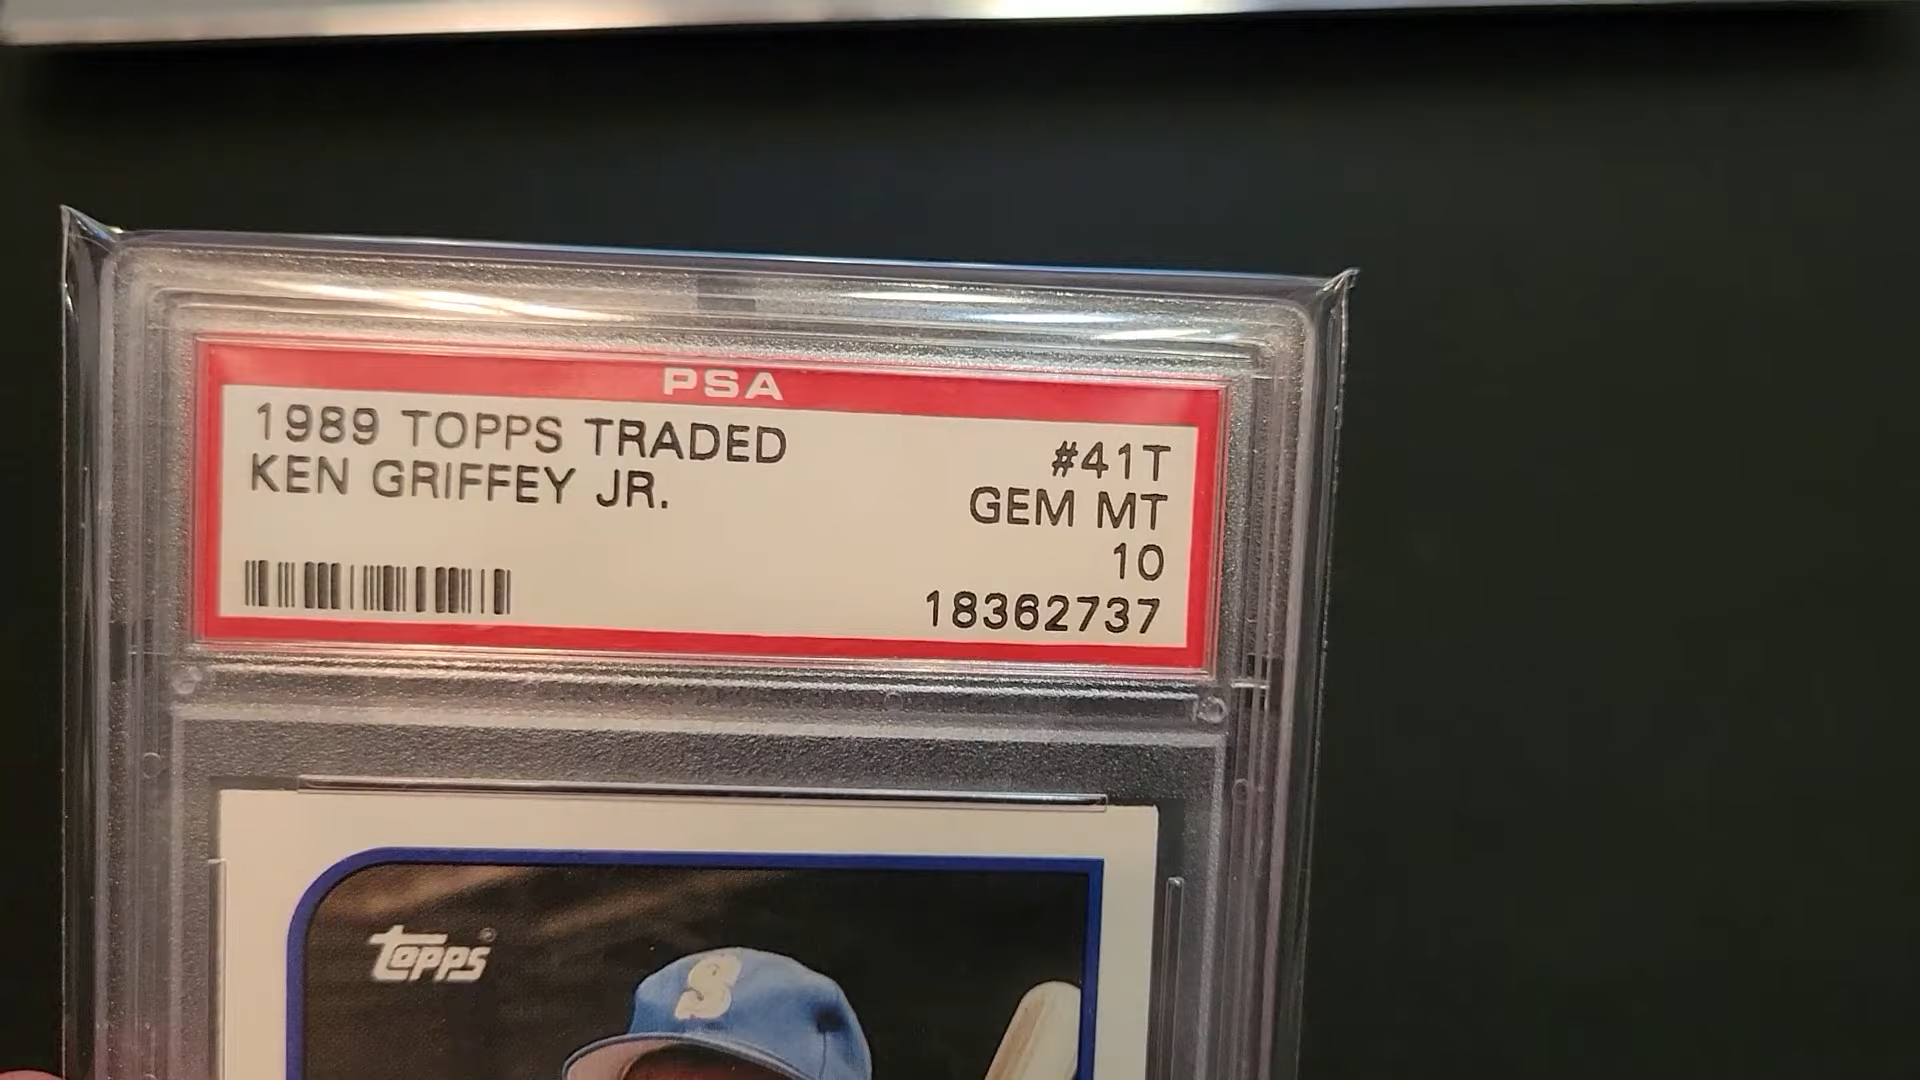 PSA
1989 TOPPS TRADED
KEN GRIFFEY JR.
#41T
GEM MT
10
18362737
topps®
S